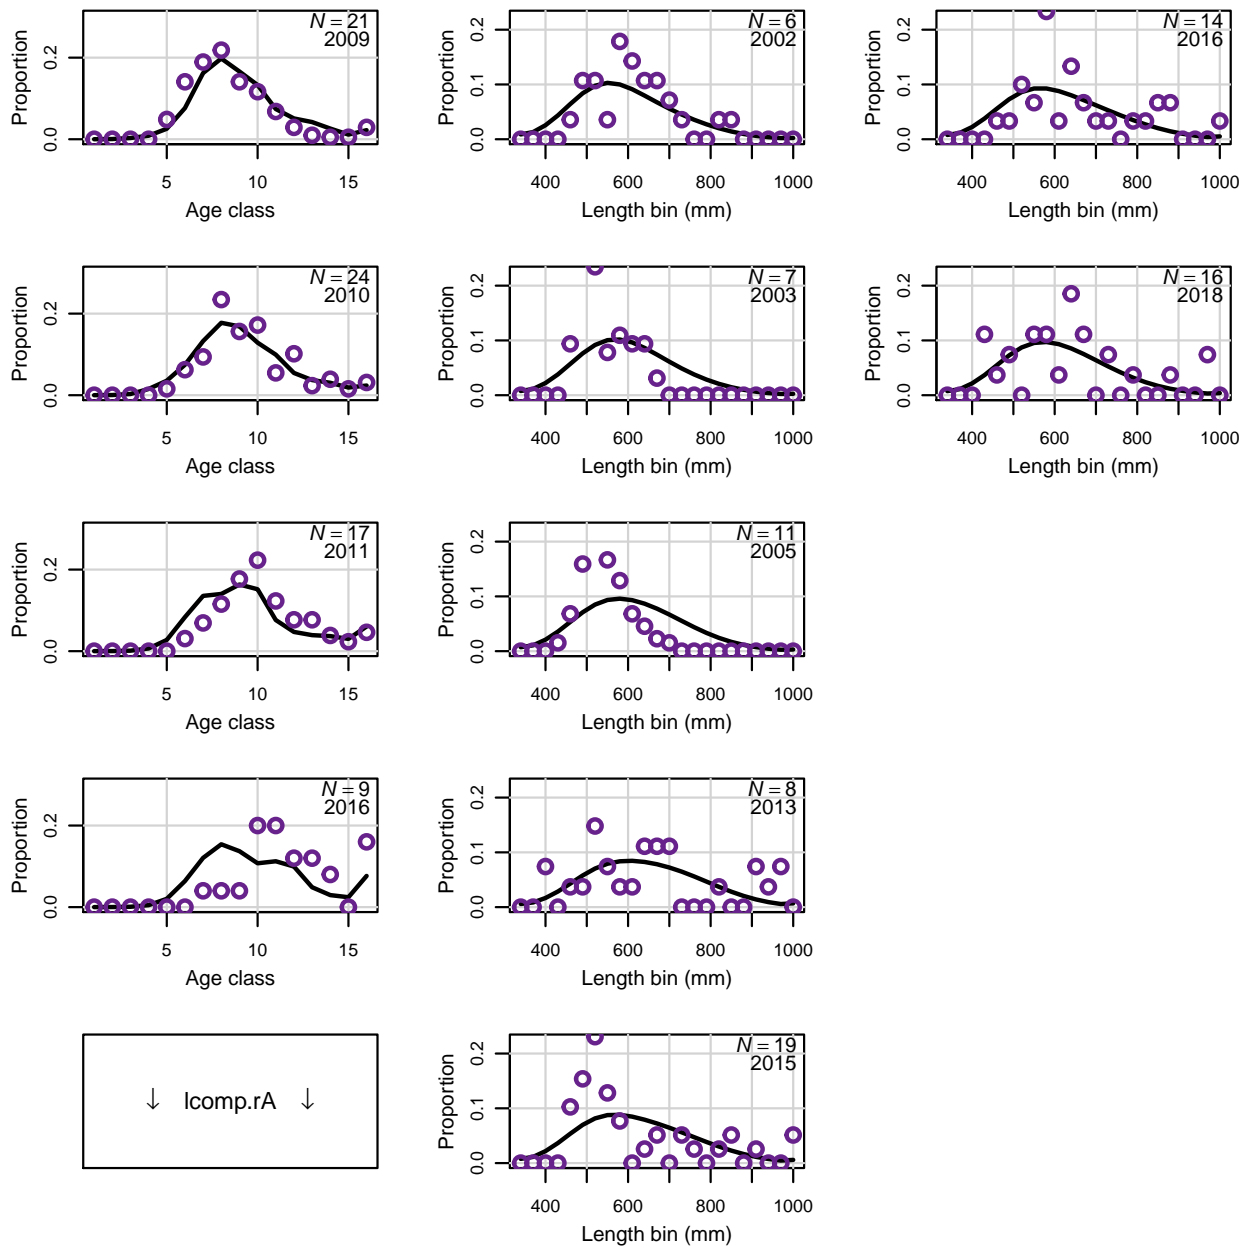 N = 21
2009
Proportion
0.0
0.2
5
10
15
Age class
N = 24
2010
Proportion
0.0
0.2
5
10
15
Age class
N = 17
2011
Proportion
0.0
0.2
5
10
15
Age class
N = 9
2016
Proportion
0.0
0.2
5
10
15
Age class
↓ lcomp.rA ↓
N = 6
2002
Proportion
0.0
0.1
0.2
400
600
800
1000
Length bin (mm)
N = 7
2003
Proportion
0.0
0.1
0.2
400
600
800
1000
Length bin (mm)
N = 11
2005
Proportion
0.0
0.1
0.2
400
600
800
1000
Length bin (mm)
N = 8
2013
Proportion
0.0
0.1
0.2
400
600
800
1000
Length bin (mm)
N = 19
2015
Proportion
0.0
0.1
0.2
400
600
800
1000
Length bin (mm)
N = 14
2016
Proportion
0.0
0.1
0.2
400
600
800
1000
Length bin (mm)
N = 16
2018
Proportion
0.0
0.1
0.2
400
600
800
1000
Length bin (mm)